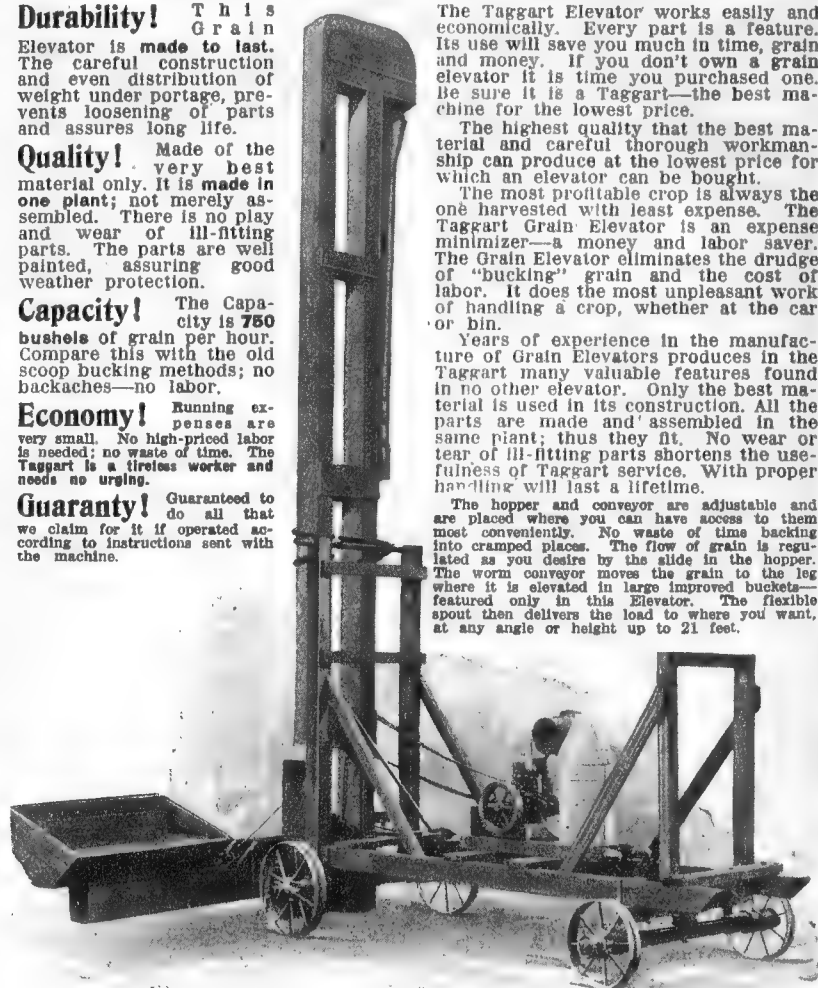 Durability! This
Grain
Elevator is made to last.
The careful construction
and even distribution of
weight under portage, pre-
vents loosening of parts
and assures long life.
Quality! Made of the
very best
material only. It is made in
one plant; not merely as-
sembled. There is no play
and wear of ill-fitting
parts. The parts are well
painted, assuring good
weather protection.
Capacity! The Capa-
city is 750
bushels of grain per hour.
Compare this with the old
scoop bucking methods; no
backaches—no labor.
Economy! Running ex-
penses are
very small. No high-priced labor
is needed; no waste of time. The
Taggart is a tireless worker and
needs no urging.
Guaranty! Guaranteed to
do all that
we claim for it if operated ac-
cording to instructions sent with
the machine.
The Taggart Elevator works easily and
economically. Every part is a feature.
Its use will save you much in time, grain
and money. If you don't own a grain
elevator it is time you purchased one.
Be sure it is a Taggart—the best ma-
chine for the lowest price.
The highest quality that the best ma-
terial and careful thorough workman-
ship can produce at the lowest price for
which an elevator can be bought.
The most profitable crop is always the
one harvested with least expense. The
Taggart Grain Elevator is an expense
minimizer—a money and labor saver.
The Grain Elevator eliminates the drudge
of "bucking" grain and the cost of
labor. It does the most unpleasant work
of handling a crop, whether at the car
or bin.
Years of experience in the manufac-
ture of Grain Elevators produces in the
Taggart many valuable features found
in no other elevator. Only the best ma-
terial is used in its construction. All the
parts are made and assembled in the
same plant; thus they fit. No wear or
tear of ill-fitting parts shortens the use-
fulness of Taggart service. With proper
handling will last a lifetime.
The hopper and conveyor are adjustable and
are placed where you can have access to them
most conveniently. No waste of time backing
into cramped places. The flow of grain is regu-
lated as you desire by the slide in the hopper.
The worm conveyor moves the grain to the leg
where it is elevated in large improved buckets—
featured only in this Elevator. The flexible
spout then delivers the load to where you want,
at any angle or height up to 21 feet.